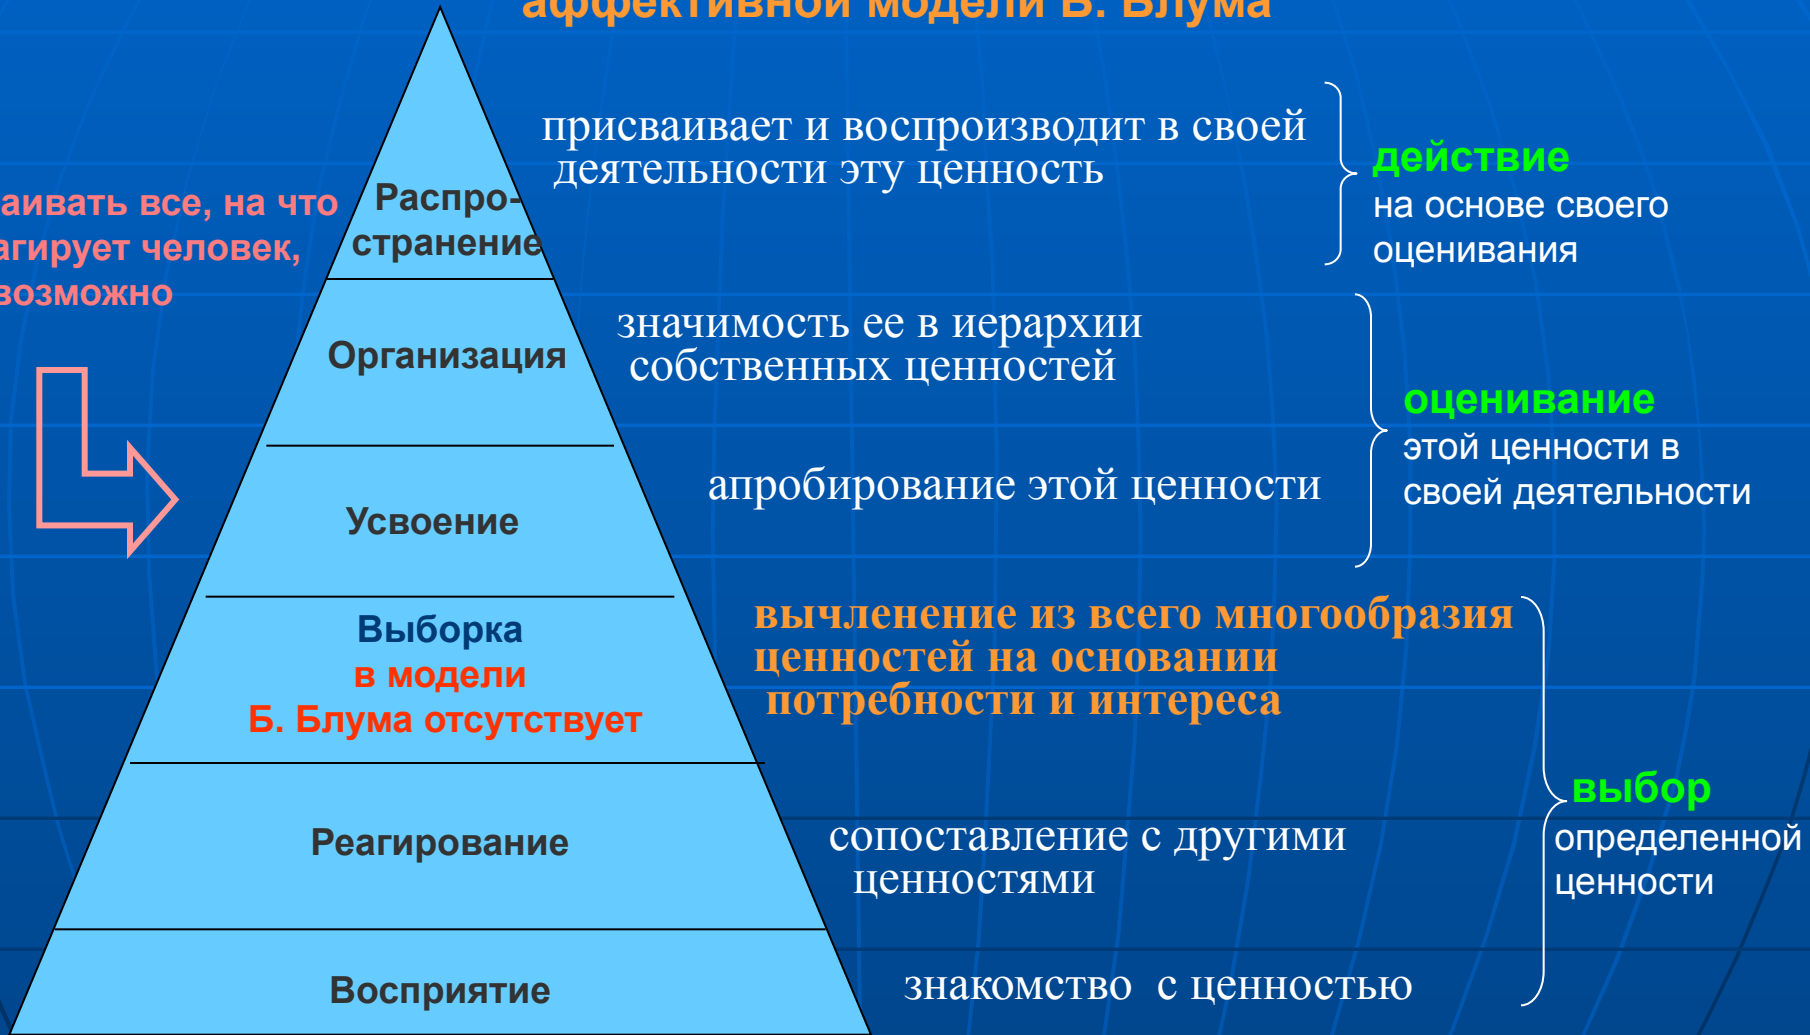 аффективной модели Б. Блума
присваивает и воспроизводит в своей
деятельности эту ценность
действие
на основе своего
оценивания
аивать все, на что
агирует человек,
возможно
Распро-
странение
значимость ее в иерархии
собственных ценностей
Организация
оценивание
этой ценности в
своей деятельности
апробирование этой ценности
Усвоение
Выборка
в модели
Б. Блума отсутствует
вычленение из всего многообразия
ценностей на основании
потребности и интереса
выбор
определенной
ценности
Реагирование
сопоставление с другими
ценностями
Восприятие
знакомство с ценностью